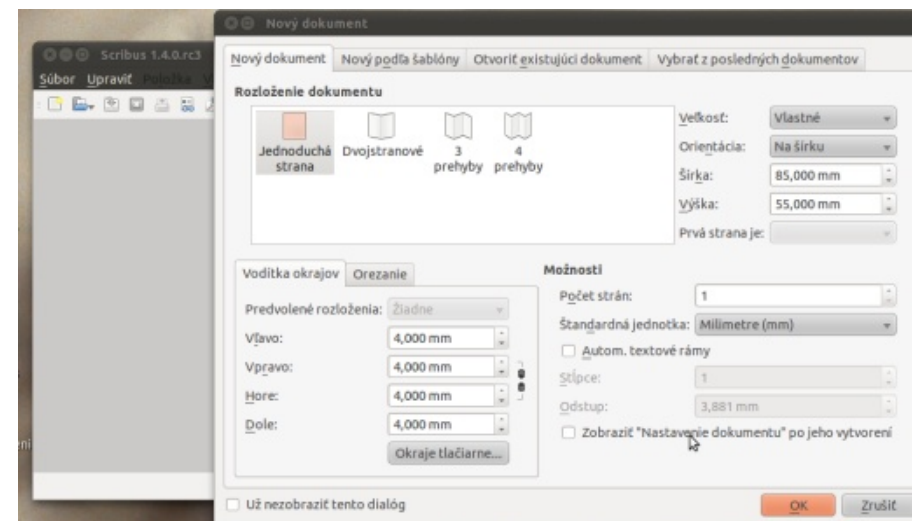 Nový dokument
Scribus 1.4.0.rc3
Súbor Upraviť Položka
Nový dokument Nový podľa šablóny Otvoriť existujúci dokument Vybrať z posledných dokumentov
Rozloženie dokumentu
Jednoduchá strana
Dvojstranové
3 prehyby
4 prehyby
Veľkosť: Vlastné
Orientácia: Na šírku
Šírka: 85,000 mm
Výška: 55,000 mm
Prvá strana je:
Vodítka okrajov Orezanie
Predvolené rozloženia: Žiadne
Vľavo: 4,000 mm
Vpravo: 4,000 mm
Hore: 4,000 mm
Dole: 4,000 mm
Okraje tlačiarne...
Možnosti
Počet strán: 1
Štandardná jednotka: Milimetre (mm)
Autom. textové rámy
Stĺpce: 1
Odstup: 3,881 mm
Zobraziť "Nastavenie dokumentu" po jeho vytvorení
Už nezobraziť tento dialóg
OK Zrušiť